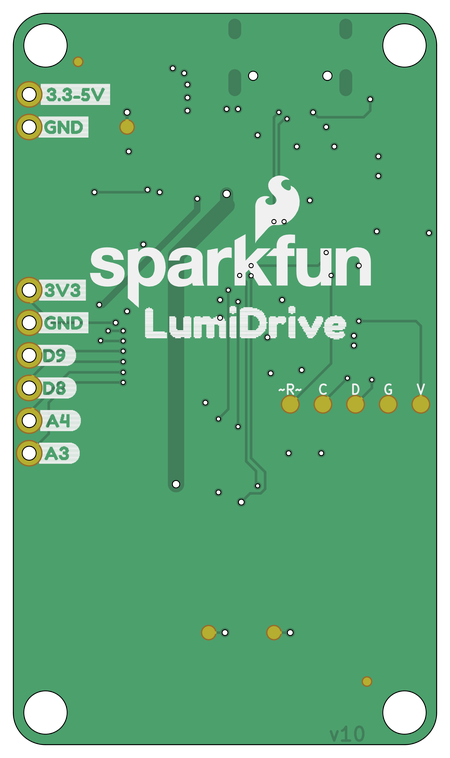 3.3-5V
GND
sparkfun
LumiDrive
3V3
GND
D9
D8
A4
A3
~R~ C D G V
v10